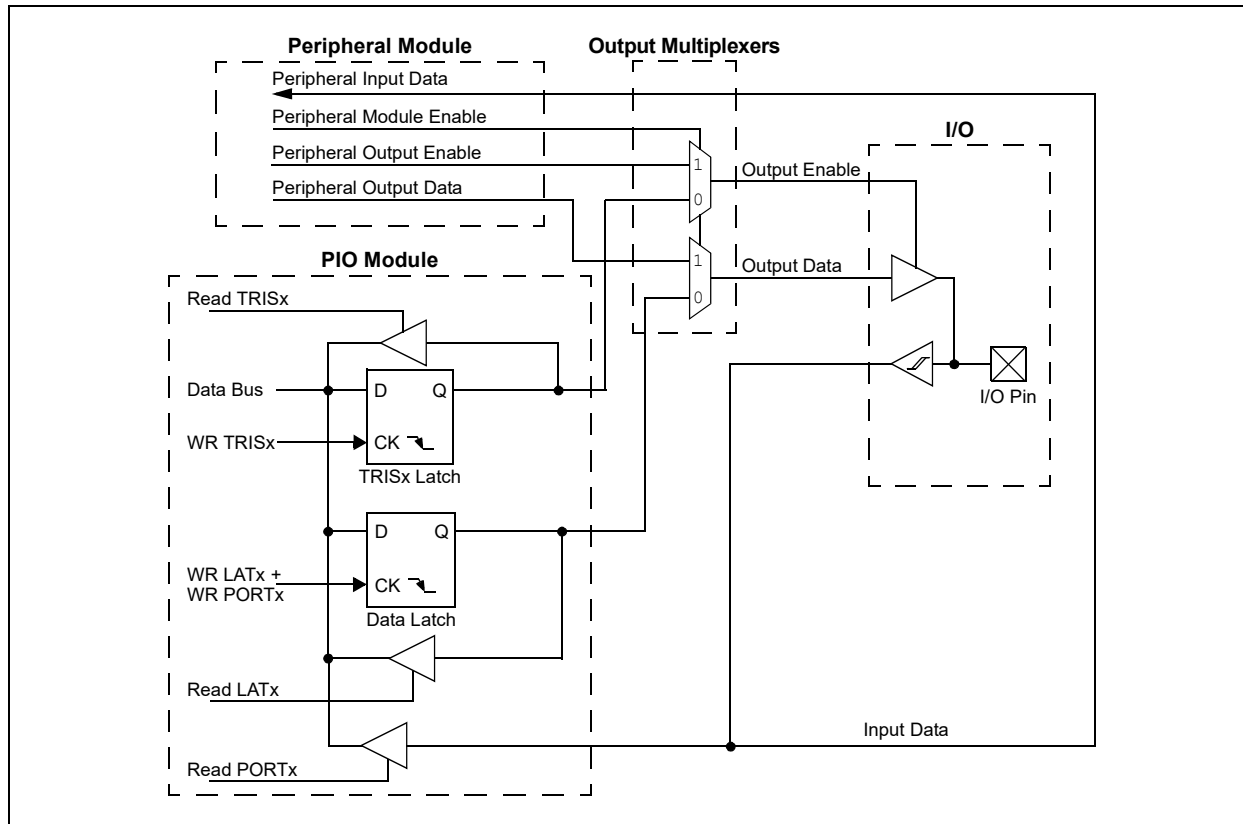 Peripheral Module
Output Multiplexers
Peripheral Input Data
Peripheral Module Enable
I/O
Peripheral Output Enable
1
Output Enable
Peripheral Output Data
0
PIO Module
1
Output Data
Read TRISx
0
Data Bus
D
Q
I/O Pin
WR TRISx
CK
TRISx Latch
D
Q
WR LATx +
WR PORTx
CK
Data Latch
Read LATx
Input Data
Read PORTx